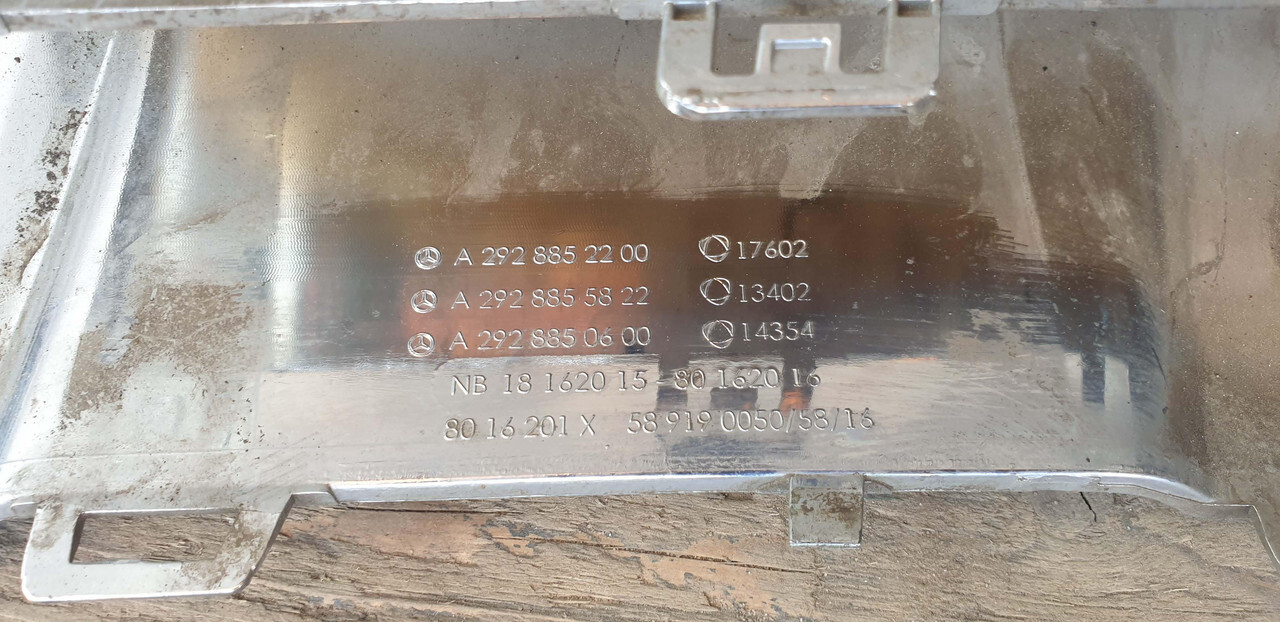 A 292 885 22 00 17602
A 292 885 58 22 13402
A 292 885 06 00 14354
NB 18 1620 15 - 80 1620 16
80 16 201 X 58 919 0050/58/16